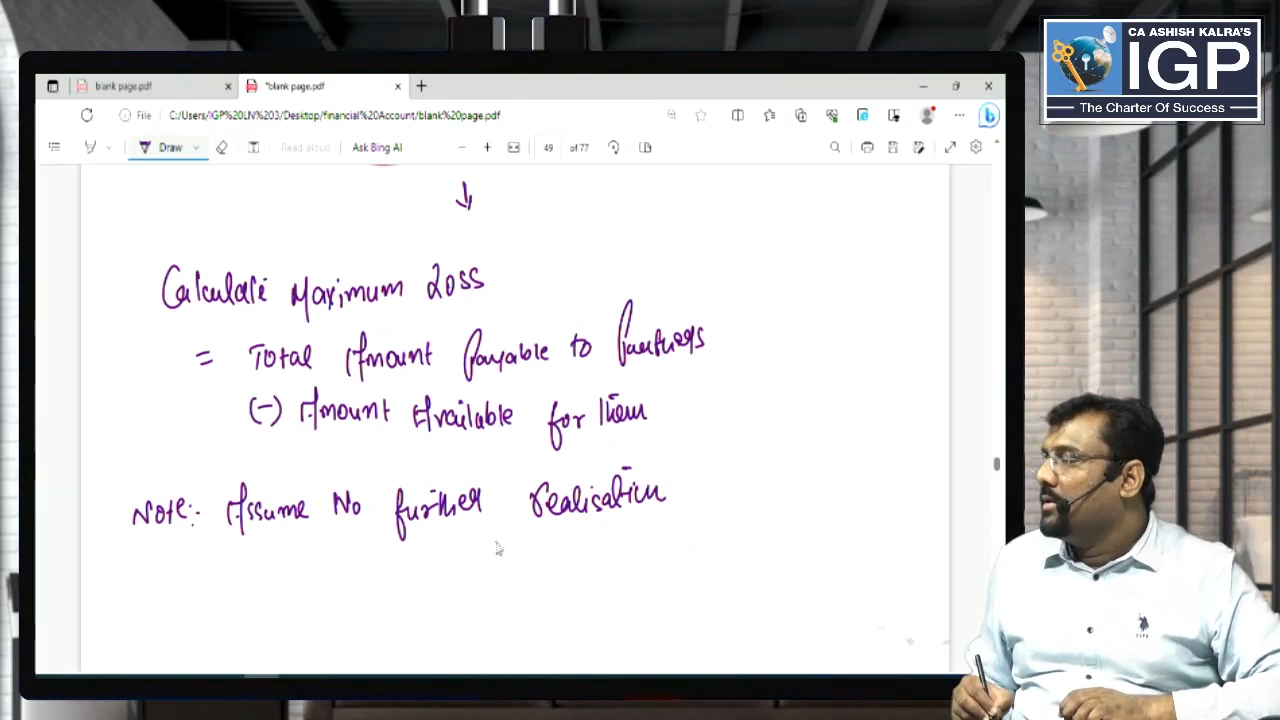 CA ASHISH KALRA'S
IGP
The Charter Of Success
blank page.pdf
*blank page.pdf
File
C:/Users/IGP%20LN%203/Desktop/financial%20Account/blank%20page.pdf
Draw
Read aloud
Ask Bing AI
49 of 77
Calculate Maximum Loss
= Total Amount Payable to Partners
(-) Amount Available for them
Note:- Assume No further realisation